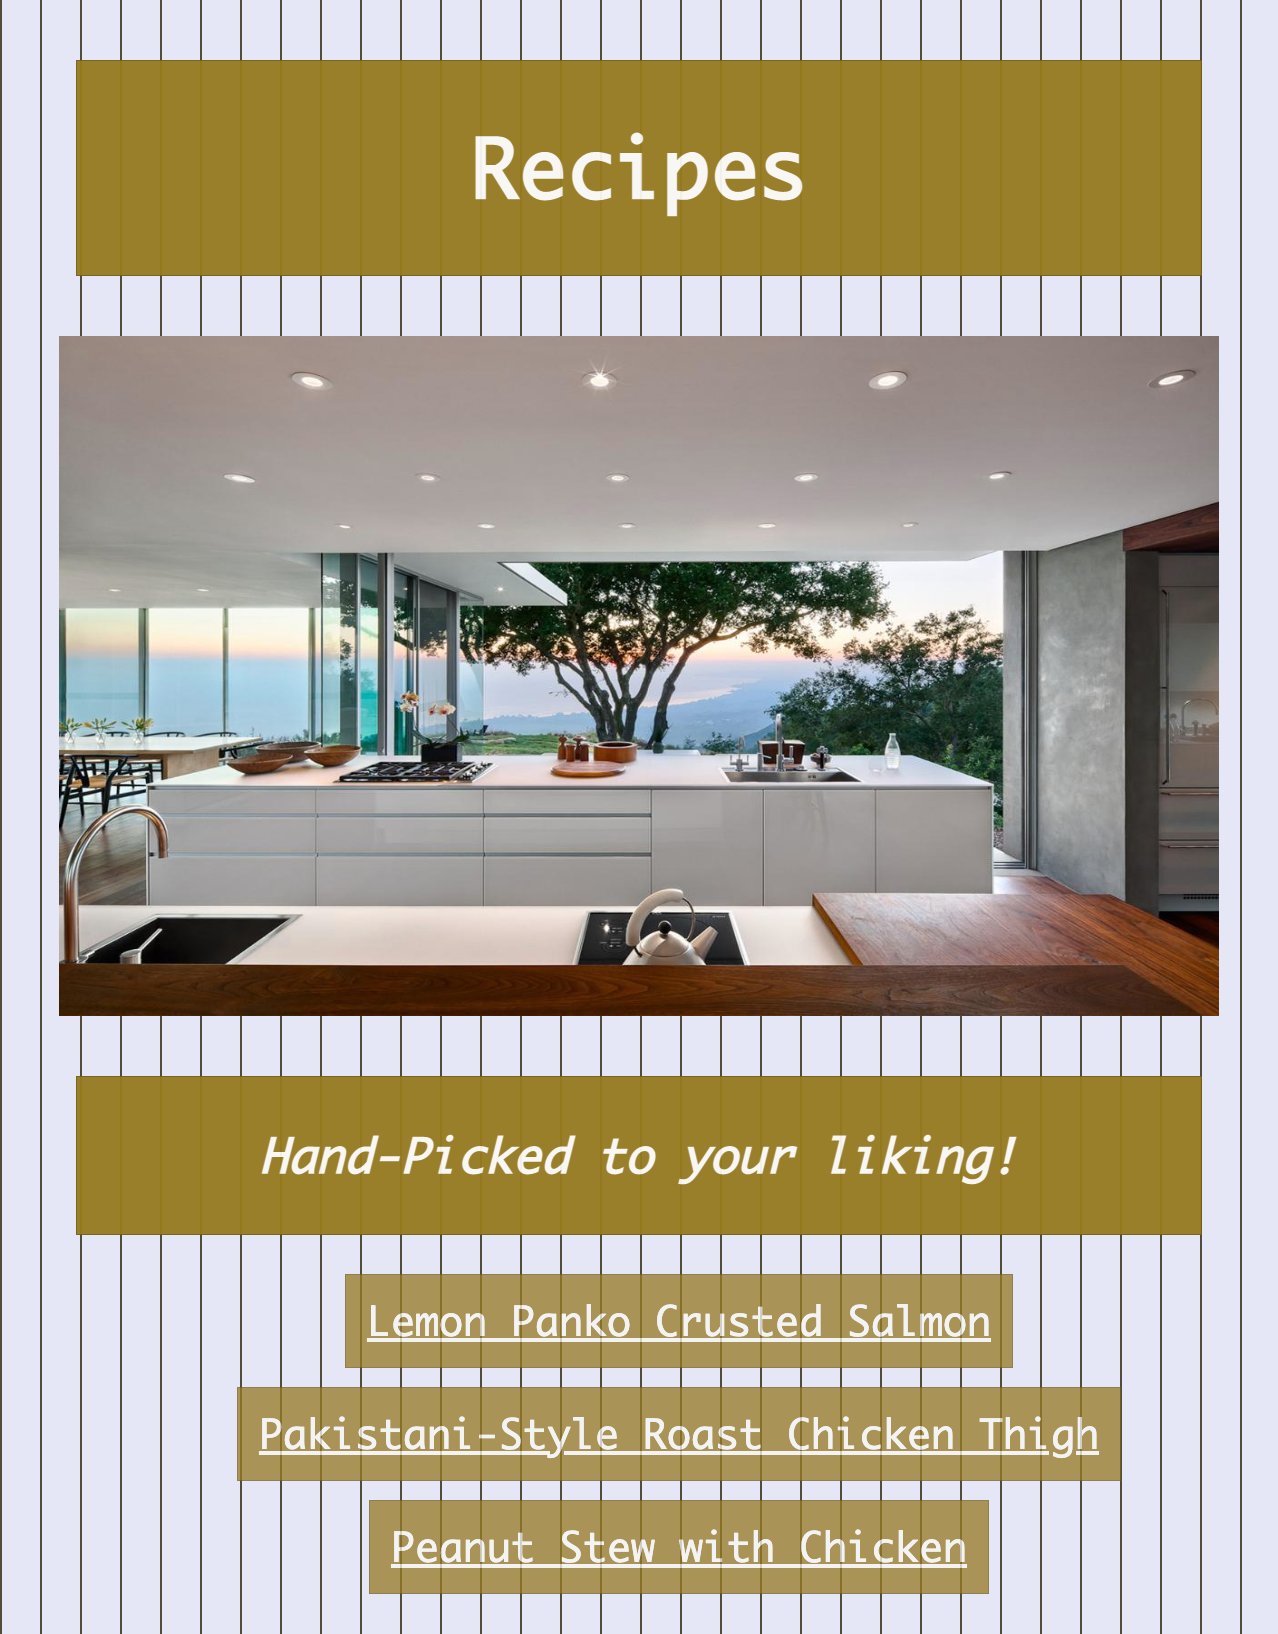 Recipes
Hand-Picked to your liking!
Lemon Panko Crusted Salmon
Pakistani-Style Roast Chicken Thigh
Peanut Stew with Chicken